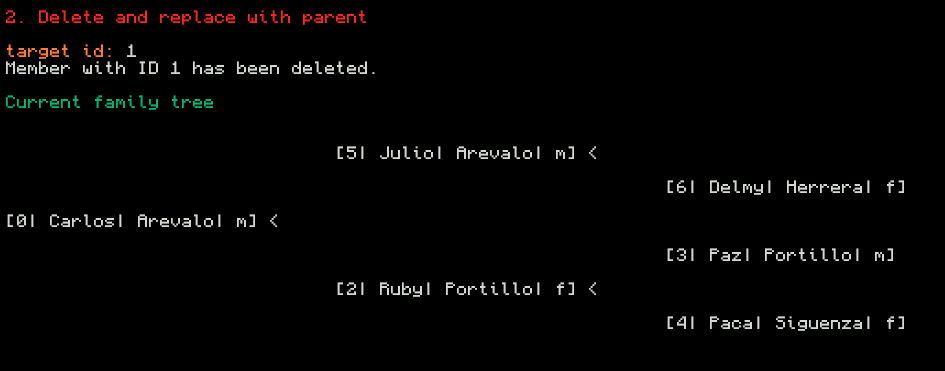 2. Delete and replace with parent
target id: 1
Member with ID 1 has been deleted.
Current family tree
[5| Julio| Arevalo| m] <
[6| Delmy| Herrera| f]
[0| Carlos| Arevalo| m] <
[3| Paz| Portillo| m]
[2| Ruby| Portillo| f] <
[4| Paca| Siguenza| f]